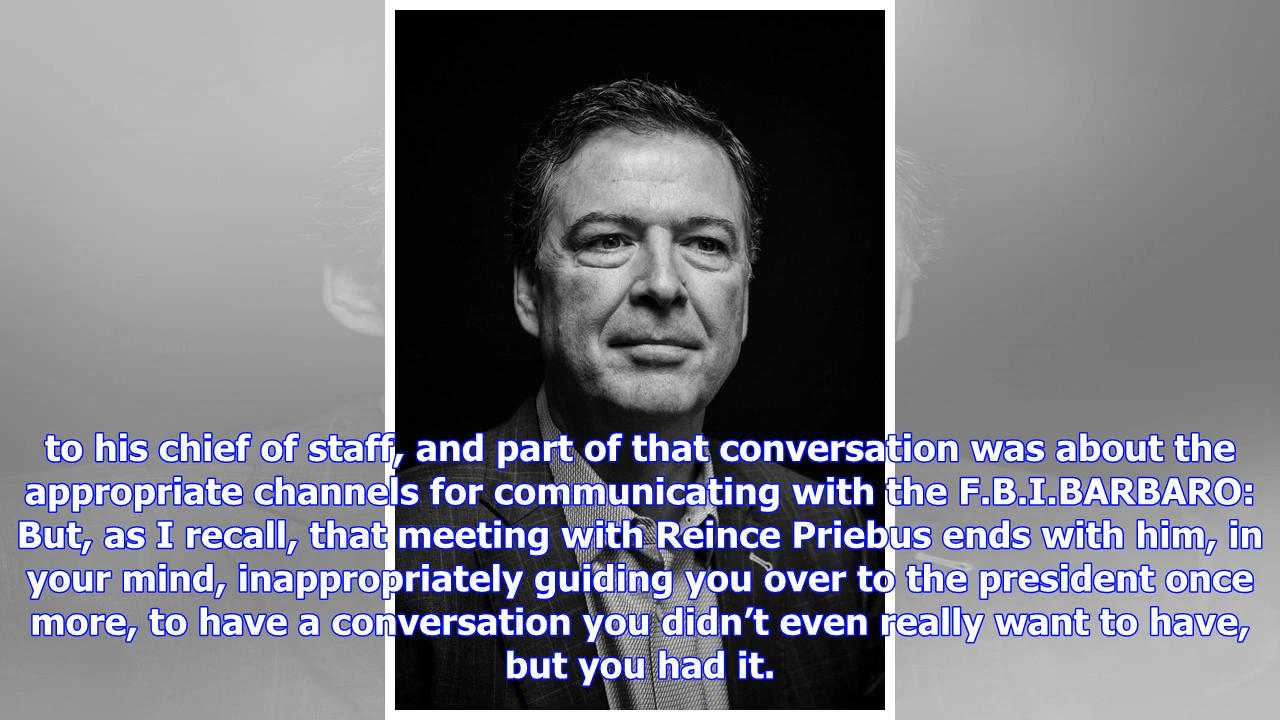 to his chief of staff, and part of that conversation was about the
appropriate channels for communicating with the F.B.I.BARBARO:
But, as I recall, that meeting with Reince Priebus ends with him, in
your mind, inappropriately guiding you over to the president once
more, to have a conversation you didn’t even really want to have,
but you had it.